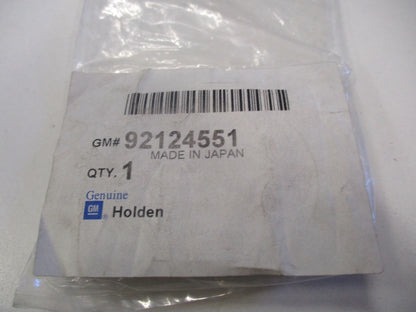 GM# 92124551
MADE IN JAPAN
QTY. 1
Genuine
GM ® Holden